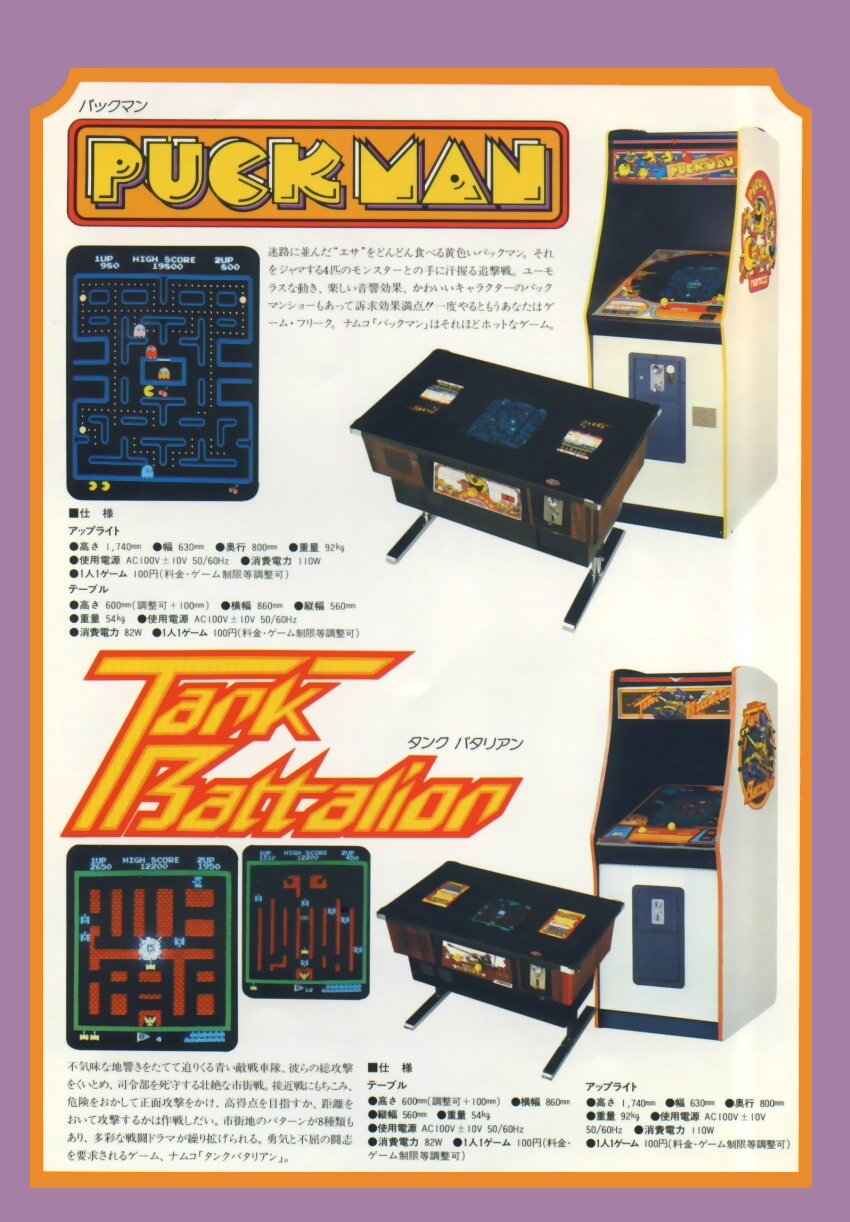 パックマン
PUCKMAN
1UP HIGH SCORE 2UP
980 19800 800
迷路に並んだ“エサ”をどんどん食べる黄色いパックマン。それ
をジャマする4匹のモンスターとの手に汗握る追撃戦。ユーモ
ラスな動き、楽しい音響効果、かわいいキャラクターのパック
マンショーもあって訴求効果満点!!一度やるともうあなたはゲ
ーム・フリーク。ナムコ「パックマン」はそれほどホットなゲーム。
PUCKMAN
PUCKMAN
namco
■仕 様
アップライト
●高さ 1,740mm ●幅 630mm ●奥行 800mm ●重量 92kg
●使用電源 AC100V±10V 50/60Hz ●消費電力 110W
●1人1ゲーム 100円(料金・ゲーム制限等調整可)
テーブル
●高さ 600mm(調整可+100mm) ●横幅 860mm ●縦幅 560mm
●重量 54kg ●使用電源 AC100V±10V 50/60Hz
●消費電力 82W ●1人1ゲーム 100円(料金・ゲーム制限等調整可)
Tank
Battalion
タンク バタリアン
1UP HIGH SCORE 2UP
2650 12200 1950
4
1UP HIGH SCORE 2UP
1310 12200 450
12
Tank Battalion
Tank
Battalion
不気味な地響きをたてて迫りくる青い敵戦車隊、彼らの総攻撃
をくいとめ、司令部を死守する壮絶な市街戦。接近戦にもちこみ、
危険をおかして正面攻撃をかけ、高得点を目指すか、距離を
おいて攻撃するかは作戦しだい。市街地のパターンが8種類も
あり、多彩な戦闘ドラマが繰り拡げられる。勇気と不屈の闘志
を要求されるゲーム、ナムコ「タンクバタリアン」。
■仕 様
テーブル
●高さ 600mm(調整可+100mm) ●横幅 860mm
●縦幅 560mm ●重量 54kg
●使用電源 AC100V±10V 50/60Hz
●消費電力 82W ●1人1ゲーム 100円(料金・
ゲーム制限等調整可)
アップライト
●高さ 1,740mm ●幅 630mm ●奥行 800mm
●重量 92kg ●使用電源 AC100V±10V
50/60Hz ●消費電力 110W
●1人1ゲーム 100円(料金・ゲーム制限等調整可)